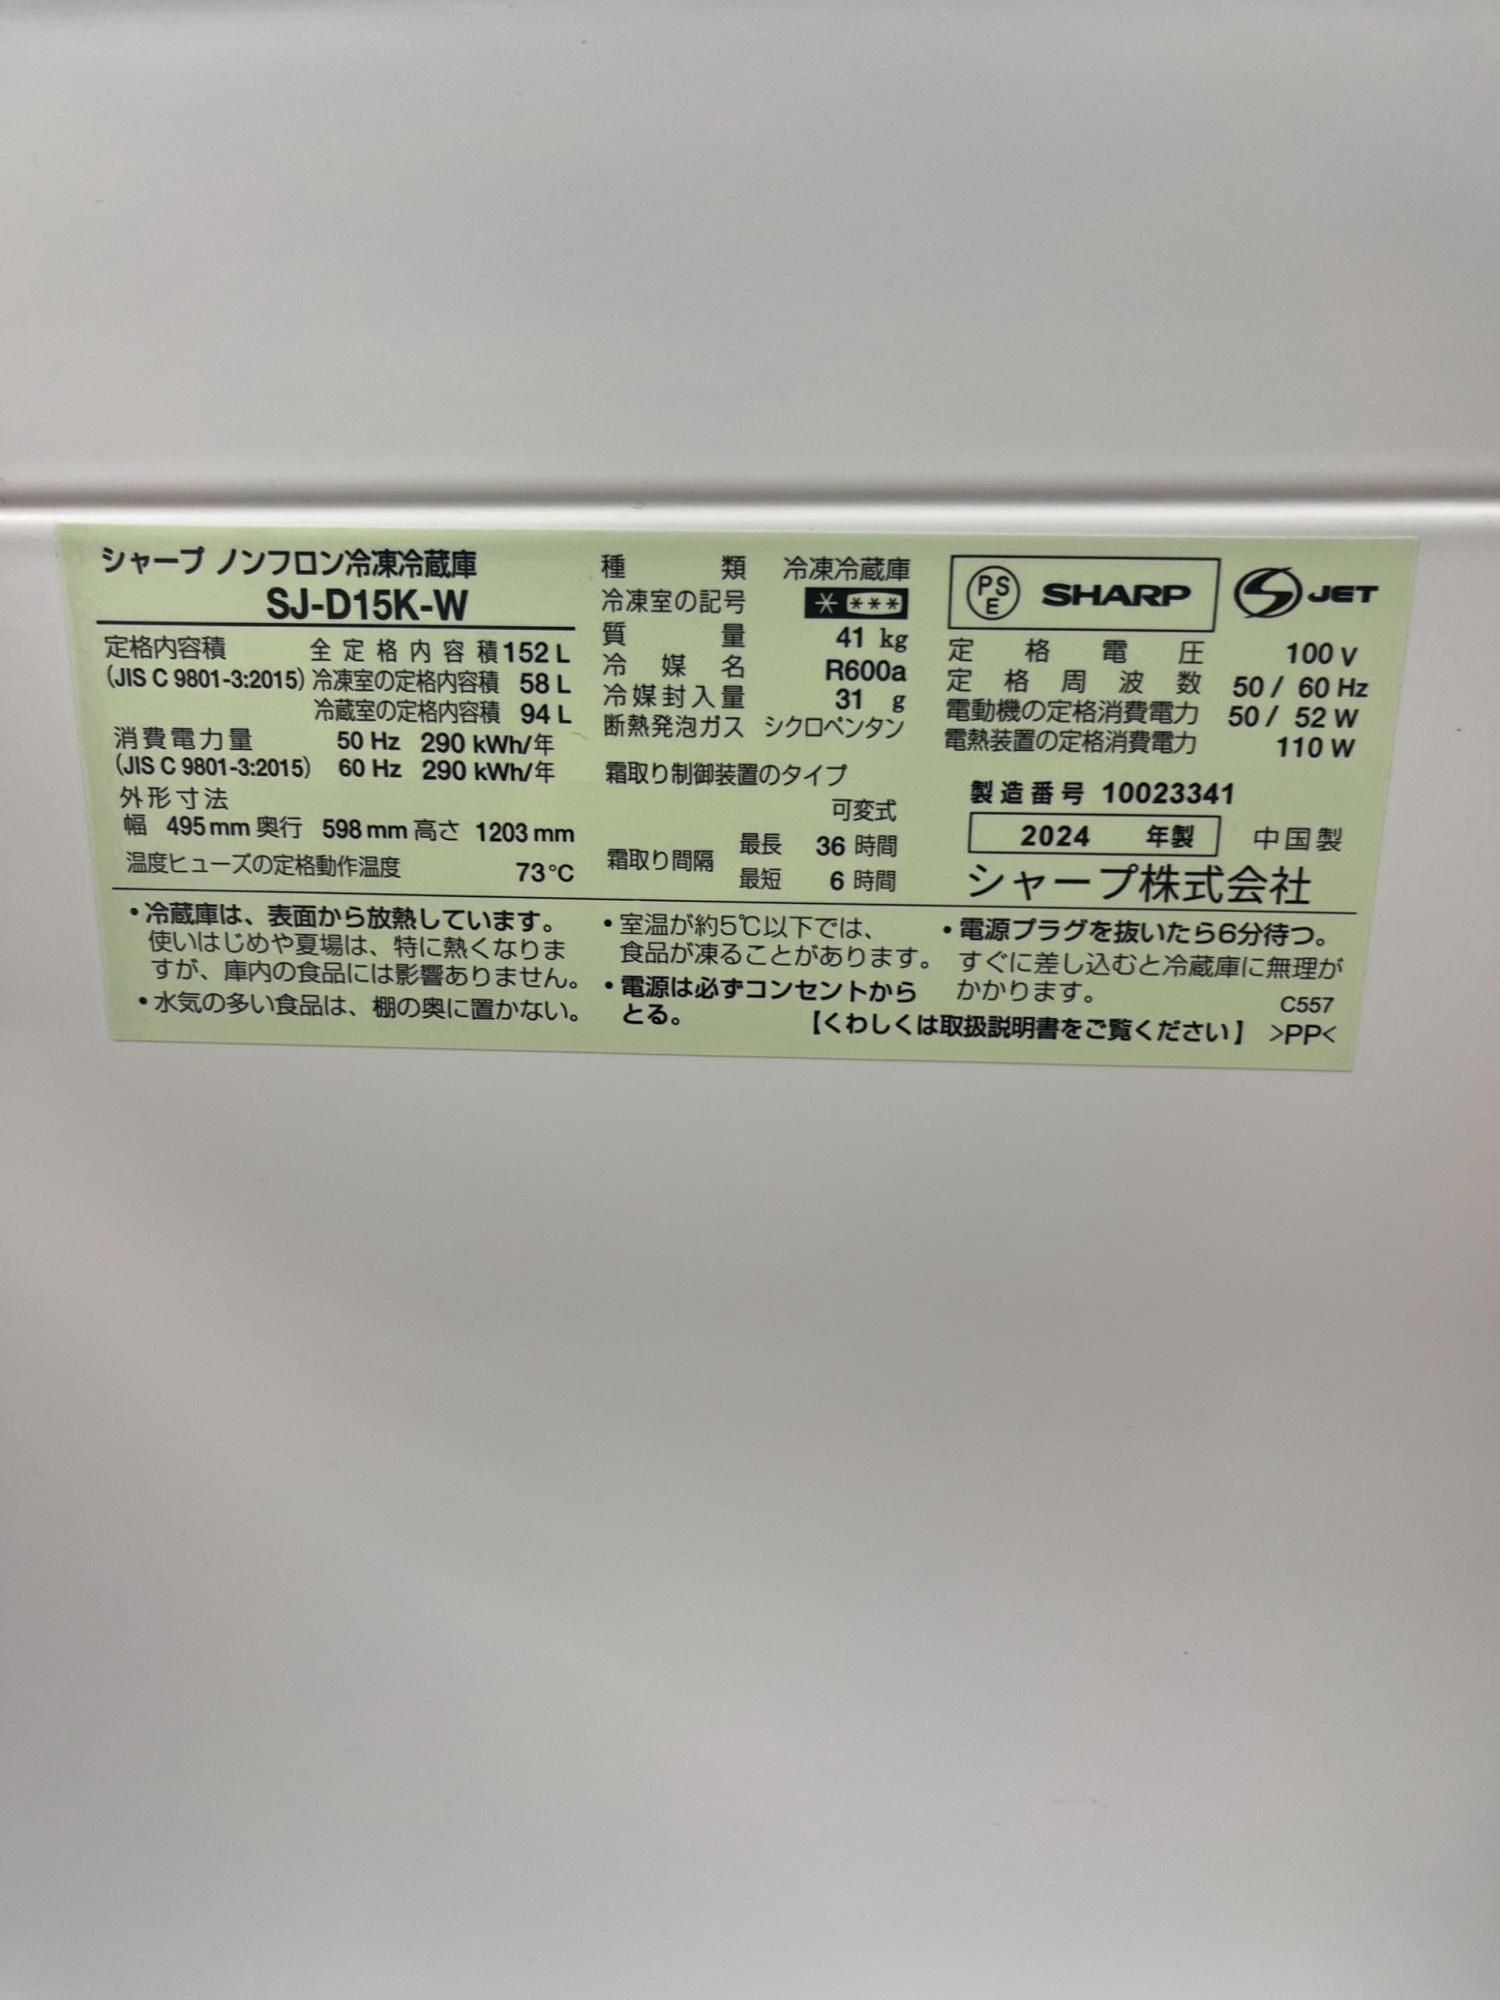 シャープ ノンフロン冷凍冷蔵庫
SJ-D15K-W
定格内容積 全定格内容積 152 L
(JIS C 9801-3:2015) 冷凍室の定格内容積 58 L
冷蔵室の定格内容積 94 L
消費電力量 50 Hz 290 kWh/年
(JIS C 9801-3:2015) 60 Hz 290 kWh/年
外形寸法
幅 495 mm 奥行 598 mm 高さ 1203 mm
温度ヒューズの定格動作温度 73℃
種類 冷凍冷蔵庫
冷凍室の記号 * ***
質量 41 kg
冷媒名 R600a
冷媒封入量 31 g
断熱発泡ガス シクロペンタン
霜取り制御装置のタイプ
可変式
霜取り間隔 最長 36 時間
最短 6 時間
PSE SHARP S JET
定格電圧 100 V
定格周波数 50 / 60 Hz
電動機の定格消費電力 50 / 52 W
電熱装置の定格消費電力 110 W
製造番号 10023341
2024 年製 中国製
シャープ株式会社
・冷蔵庫は、表面から放熱しています。
使いはじめや夏場は、特に熱くなりま
すが、庫内の食品には影響ありません。
・水気の多い食品は、棚の奥に置かない。
・室温が約5℃以下では、
食品が凍ることがあります。
・電源は必ずコンセントから
とる。
・電源プラグを抜いたら6分待つ。
すぐに差し込むと冷蔵庫に無理が
かかります。
C557
【くわしくは取扱説明書をご覧ください】 >PP<